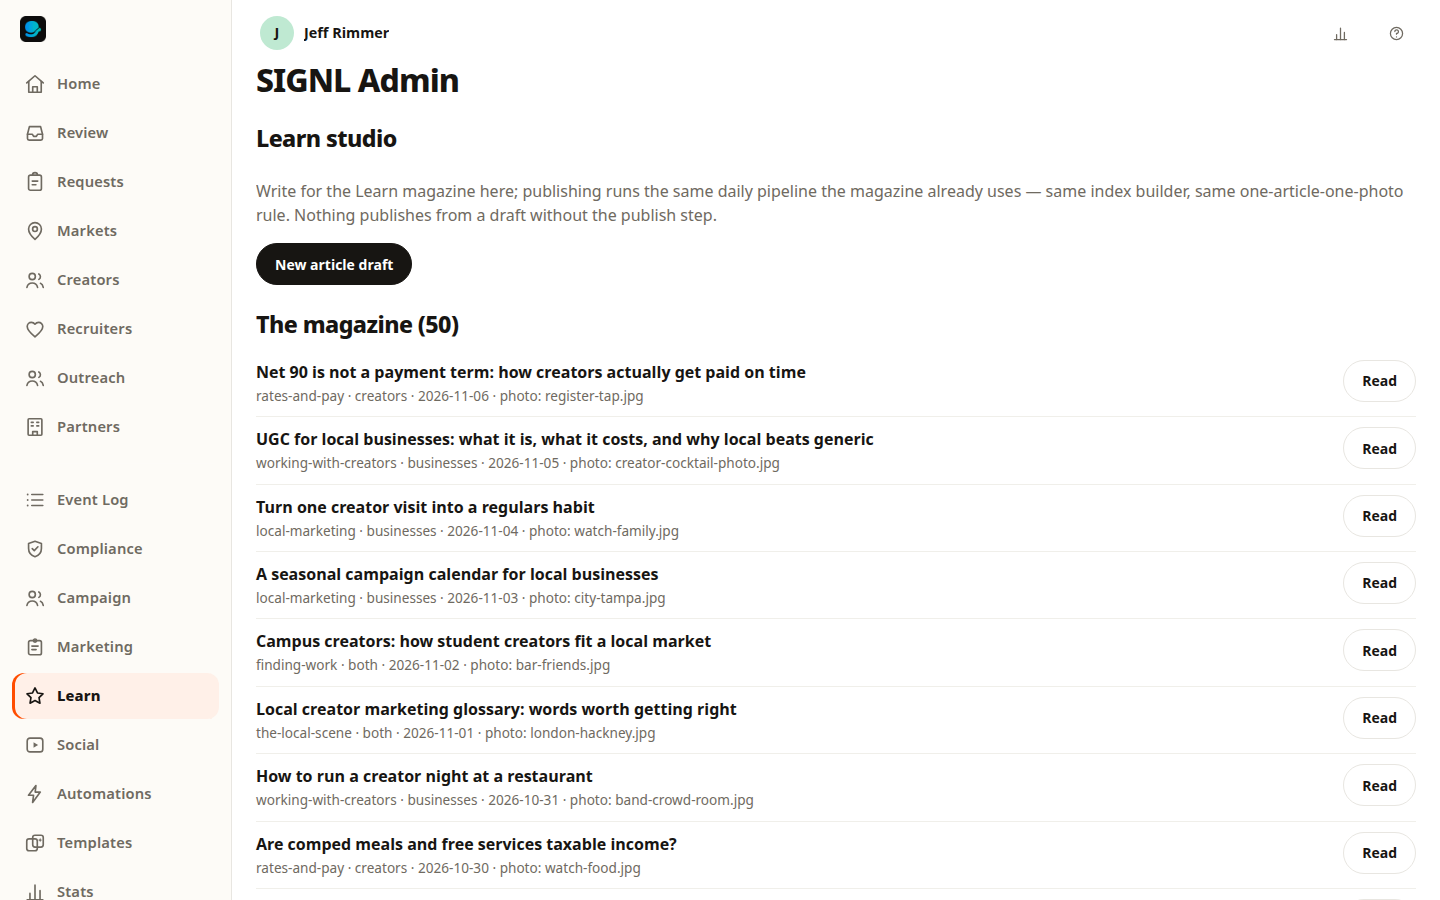 J
Jeff Rimmer
SIGNL Admin
Home
Review
Requests
Markets
Creators
Recruiters
Outreach
Partners
Event Log
Compliance
Campaign
Marketing
Learn
Social
Automations
Templates
Stats
Learn studio
Write for the Learn magazine here; publishing runs the same daily pipeline the magazine already uses — same index builder, same one-article-one-photo
rule. Nothing publishes from a draft without the publish step.
New article draft
The magazine (50)
Net 90 is not a payment term: how creators actually get paid on time
rates-and-pay · creators · 2026-11-06 · photo: register-tap.jpg
Read
UGC for local businesses: what it is, what it costs, and why local beats generic
working-with-creators · businesses · 2026-11-05 · photo: creator-cocktail-photo.jpg
Read
Turn one creator visit into a regulars habit
local-marketing · businesses · 2026-11-04 · photo: watch-family.jpg
Read
A seasonal campaign calendar for local businesses
local-marketing · businesses · 2026-11-03 · photo: city-tampa.jpg
Read
Campus creators: how student creators fit a local market
finding-work · both · 2026-11-02 · photo: bar-friends.jpg
Read
Local creator marketing glossary: words worth getting right
the-local-scene · both · 2026-11-01 · photo: london-hackney.jpg
Read
How to run a creator night at a restaurant
working-with-creators · businesses · 2026-10-31 · photo: band-crowd-room.jpg
Read
Are comped meals and free services taxable income?
rates-and-pay · creators · 2026-10-30 · photo: watch-food.jpg
Read